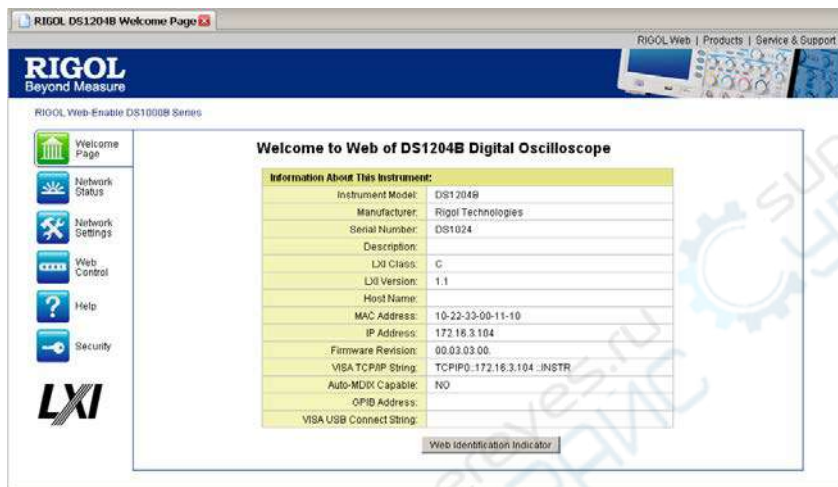 RIGOL DS1204B Welcome Page
RIGOL Web | Products | Service & Support
RIGOL
Beyond Measure
RIGOL Web-Enable DS1000B Series
Welcome Page
Network Status
Network Settings
Web Control
Help
Security
LXI
Welcome to Web of DS1204B Digital Oscilloscope
Information About This Instrument:
Instrument Model: DS1204B
Manufacturer: Rigol Technologies
Serial Number: DS1024
Description:
LXI Class: C
LXI Version: 1.1
Host Name:
MAC Address: 10-22-33-00-11-10
IP Address: 172.16.3.104
Firmware Revision: 00.03.03.00.
VISA TCP/IP String: TCPIP0::172.16.3.104 ::INSTR
Auto-MDIX Capable: NO
GPIB Address:
VISA USB Connect String:
Web Identification Indicator